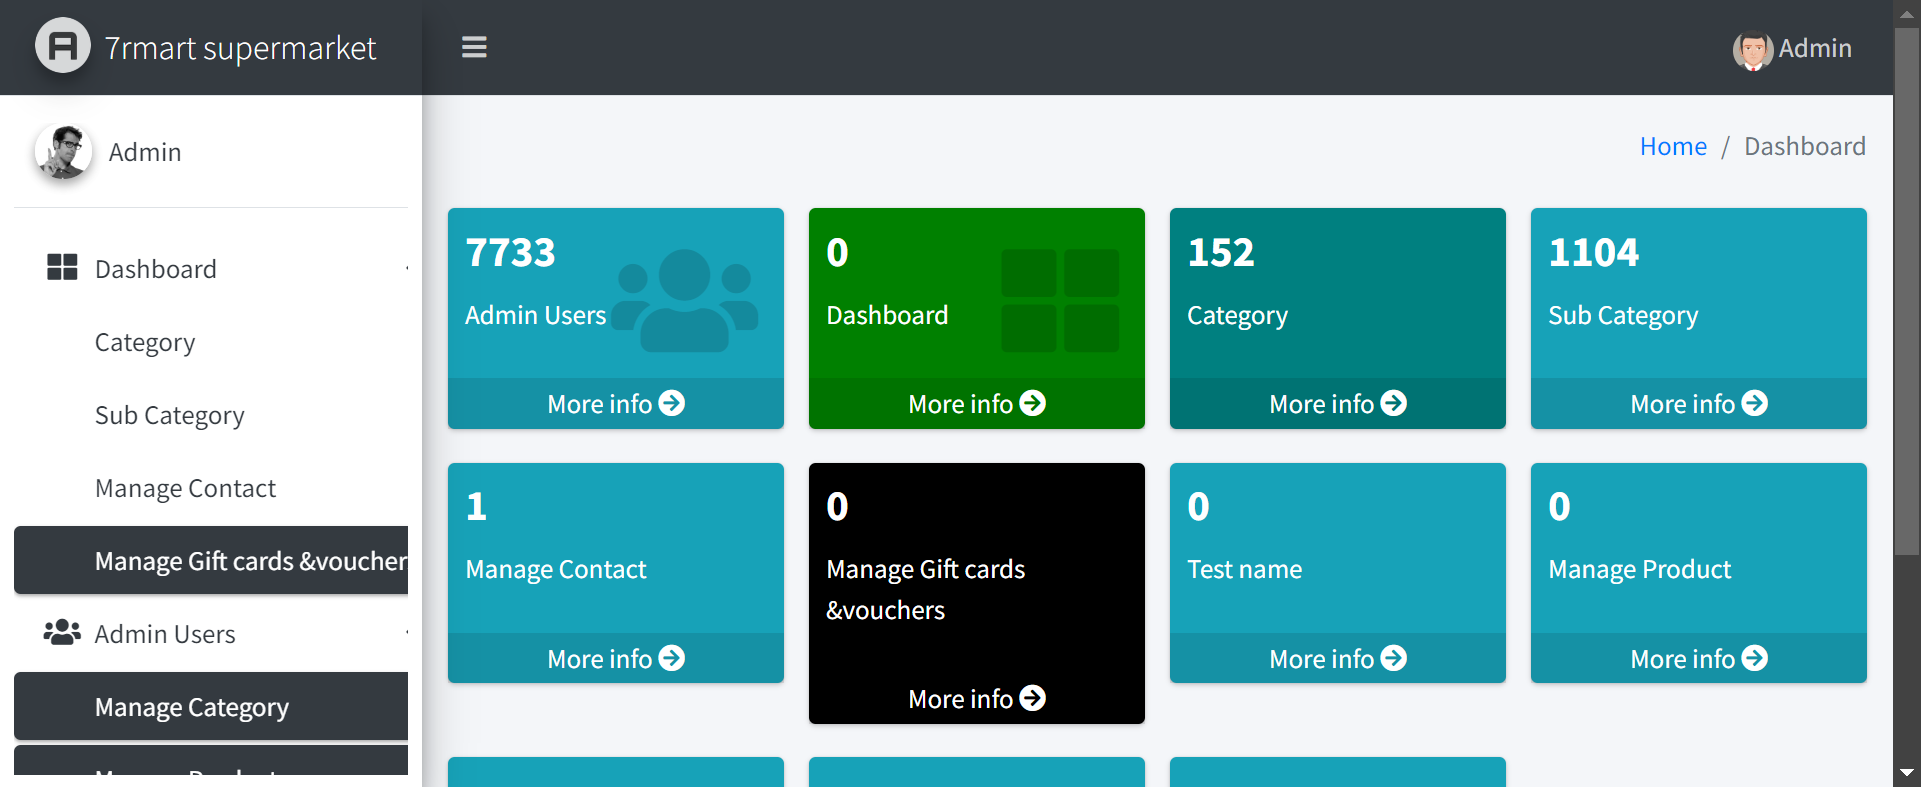 7rmart supermarket
Admin
Admin
Home / Dashboard
Dashboard
Category
Sub Category
Manage Contact
Manage Gift cards &voucher
Admin Users
Manage Category
7733
Admin Users
More info
0
Dashboard
More info
152
Category
More info
1104
Sub Category
More info
1
Manage Contact
More info
0
Manage Gift cards
&vouchers
More info
0
Test name
More info
0
Manage Product
More info